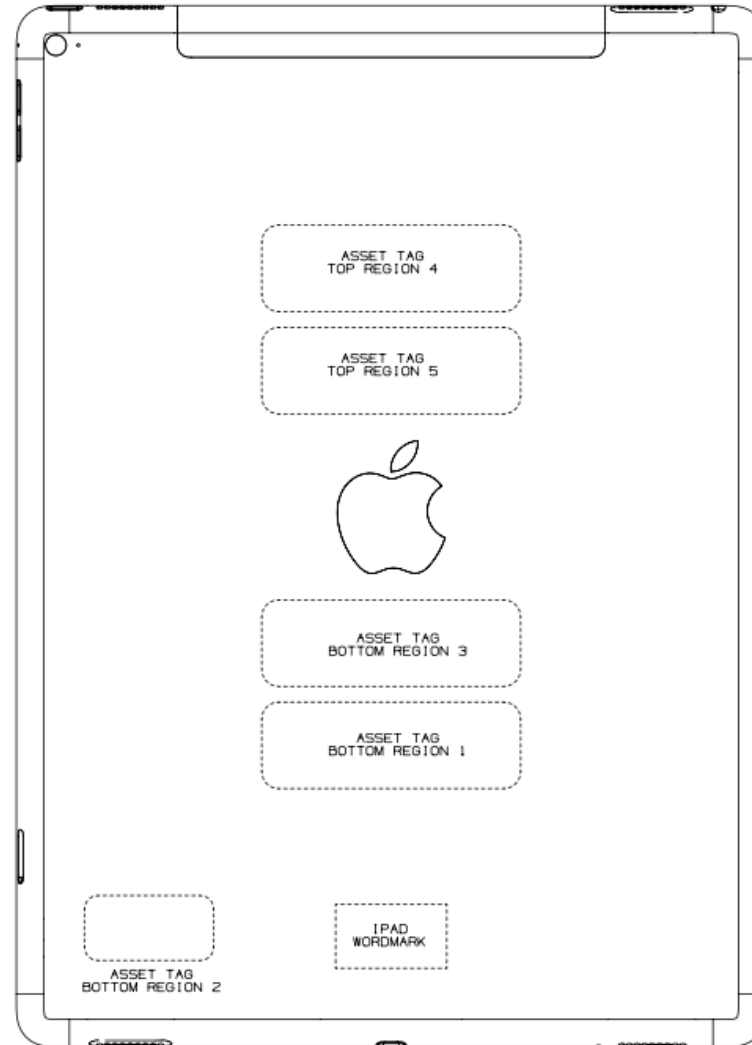 ASSET TAG
TOP REGION 4
ASSET TAG
TOP REGION 5
ASSET TAG
BOTTOM REGION 3
ASSET TAG
BOTTOM REGION 1
IPAD
WORDMARK
ASSET TAG
BOTTOM REGION 2